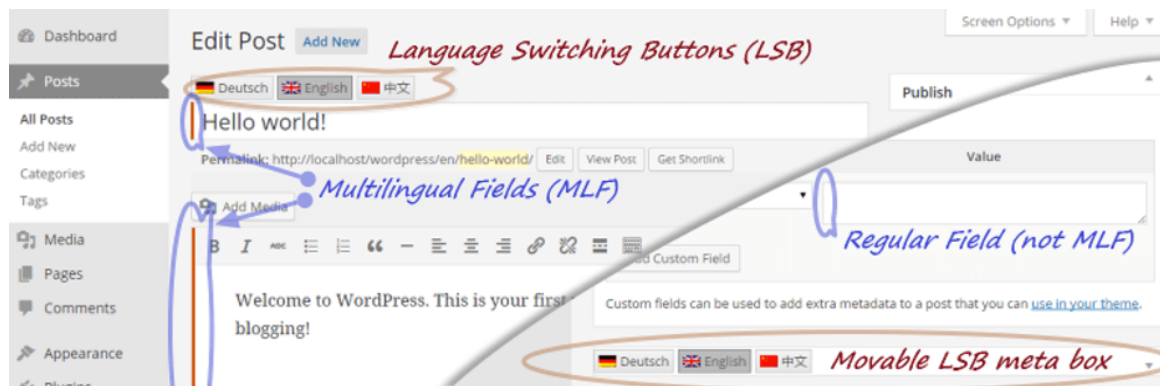 Dashboard
Posts
All Posts
Add New
Categories
Tags
Media
Pages
Comments
Appearance
Plugins
Screen Options
Help
Edit Post
Add New
Language Switching Buttons (LSB)
Deutsch
English
中文
Hello world!
Permalink: http://localhost/wordpress/en/hello-world/
Edit
View Post
Get Shortlink
Multilingual Fields (MLF)
Add Media
B
I
ABC
Welcome to WordPress. This is your first
blogging!
Publish
Value
Regular Field (not MLF)
Custom Field
Custom fields can be used to add extra metadata to a post that you can use in your theme.
Deutsch
English
中文
Movable LSB meta box